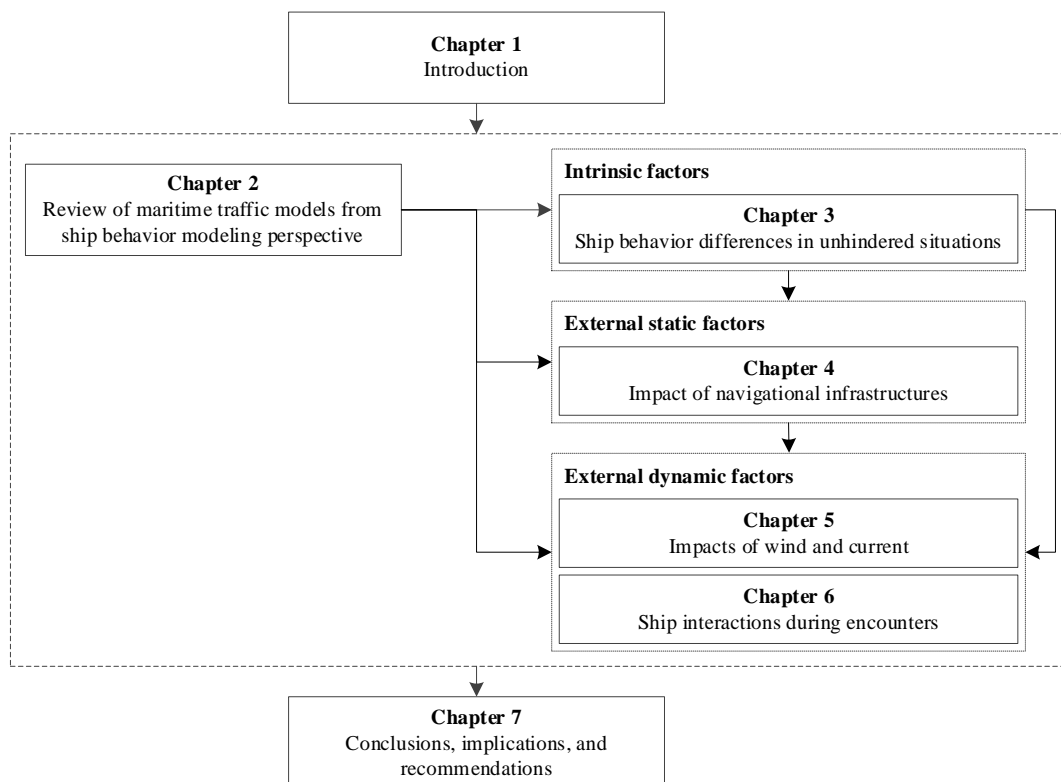 Chapter 1
Introduction
Chapter 2
Review of maritime traffic models from
ship behavior modeling perspective
Intrinsic factors
Chapter 3
Ship behavior differences in unhindered situations
External static factors
Chapter 4
Impact of navigational infrastructures
External dynamic factors
Chapter 5
Impacts of wind and current
Chapter 6
Ship interactions during encounters
Chapter 7
Conclusions, implications, and
recommendations